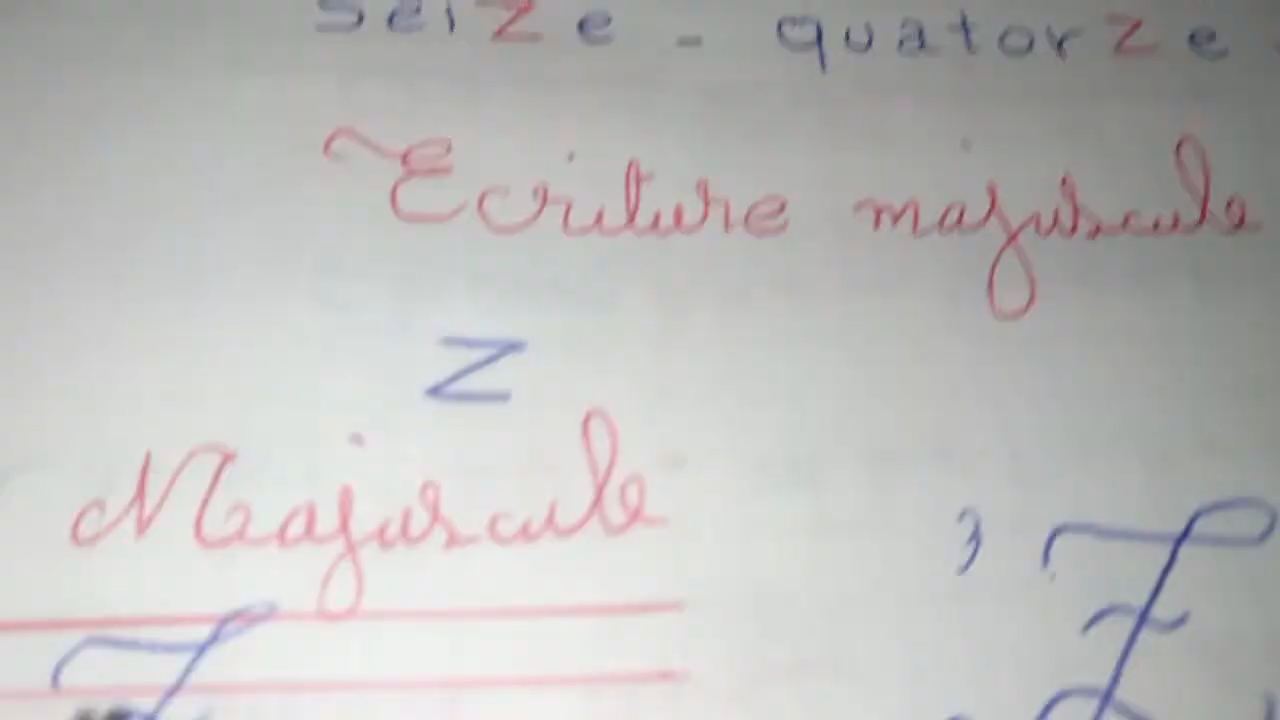 seize - quatorze
Ecriture majuscule
Z
Majuscule
Z
Z